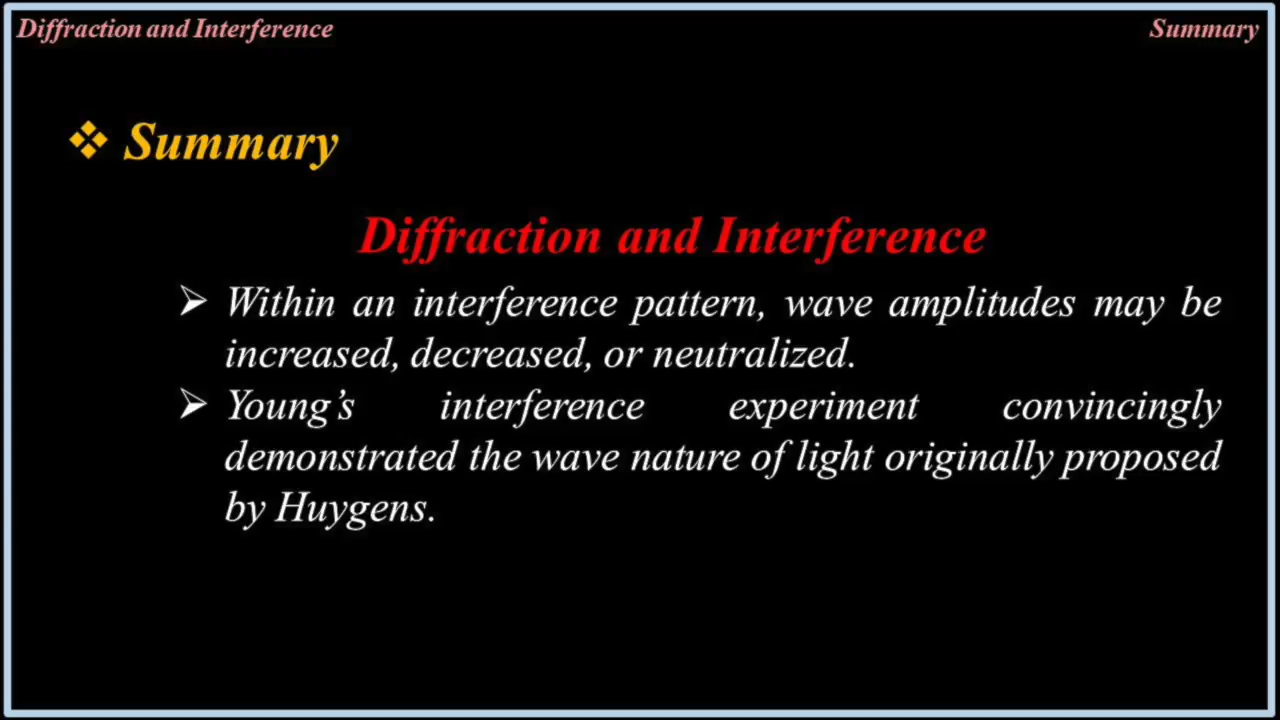 Diffraction and Interference
Summary
Summary
Diffraction and Interference
Within an interference pattern, wave amplitudes may be
increased, decreased, or neutralized.
Young’s interference experiment convincingly
demonstrated the wave nature of light originally proposed
by Huygens.